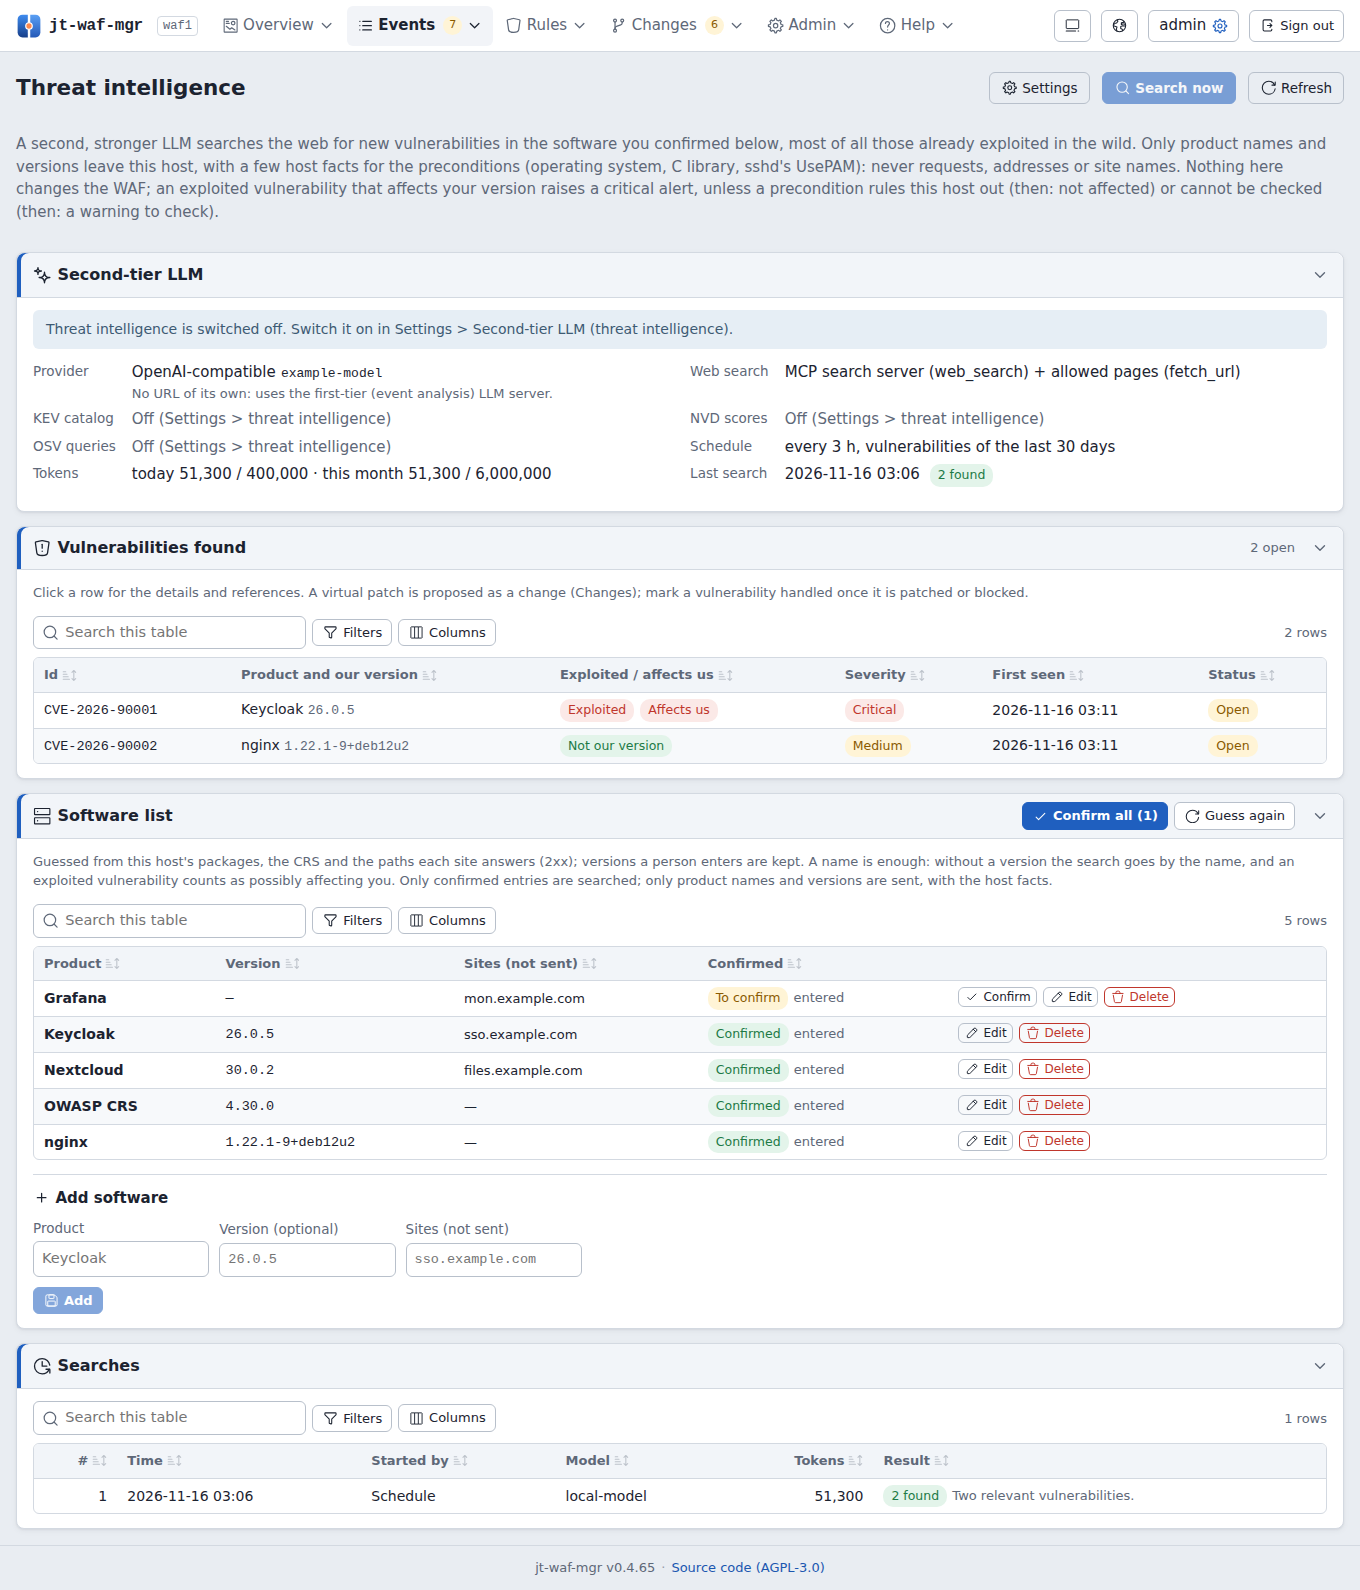 jt-waf-mgr waf1 Overview Events 7 Rules Changes 6 Admin Help admin Sign out
Threat intelligence Settings Search now Refresh
A second, stronger LLM searches the web for new vulnerabilities in the software you confirmed below, most of all those already exploited in the wild. Only product names and
versions leave this host, with a few host facts for the preconditions (operating system, C library, sshd's UsePAM): never requests, addresses or site names. Nothing here
changes the WAF; an exploited vulnerability that affects your version raises a critical alert, unless a precondition rules this host out (then: not affected) or cannot be checked
(then: a warning to check).
Second-tier LLM
Threat intelligence is switched off. Switch it on in Settings > Second-tier LLM (threat intelligence).
Provider OpenAI-compatible example-model Web search MCP search server (web_search) + allowed pages (fetch_url)
No URL of its own: uses the first-tier (event analysis) LLM server.
KEV catalog Off (Settings > threat intelligence) NVD scores Off (Settings > threat intelligence)
OSV queries Off (Settings > threat intelligence) Schedule every 3 h, vulnerabilities of the last 30 days
Tokens today 51,300 / 400,000 · this month 51,300 / 6,000,000 Last search 2026-11-16 03:06 2 found
Vulnerabilities found 2 open
Click a row for the details and references. A virtual patch is proposed as a change (Changes); mark a vulnerability handled once it is patched or blocked.
Search this table Filters Columns 2 rows
Id Product and our version Exploited / affects us Severity First seen Status
CVE-2026-90001 Keycloak 26.0.5 Exploited Affects us Critical 2026-11-16 03:11 Open
CVE-2026-90002 nginx 1.22.1-9+deb12u2 Not our version Medium 2026-11-16 03:11 Open
Software list Confirm all (1) Guess again
Guessed from this host's packages, the CRS and the paths each site answers (2xx); versions a person enters are kept. A name is enough: without a version the search goes by the name, and an
exploited vulnerability counts as possibly affecting you. Only confirmed entries are searched; only product names and versions are sent, with the host facts.
Search this table Filters Columns 5 rows
Product Version Sites (not sent) Confirmed
Grafana — mon.example.com To confirm entered Confirm Edit Delete
Keycloak 26.0.5 sso.example.com Confirmed entered Edit Delete
Nextcloud 30.0.2 files.example.com Confirmed entered Edit Delete
OWASP CRS 4.30.0 — Confirmed entered Edit Delete
nginx 1.22.1-9+deb12u2 — Confirmed entered Edit Delete
Add software
Product Version (optional) Sites (not sent)
Keycloak 26.0.5 sso.example.com
Add
Searches
Search this table Filters Columns 1 rows
# Time Started by Model Tokens Result
1 2026-11-16 03:06 Schedule local-model 51,300 2 found Two relevant vulnerabilities.
jt-waf-mgr v0.4.65 · Source code (AGPL-3.0)